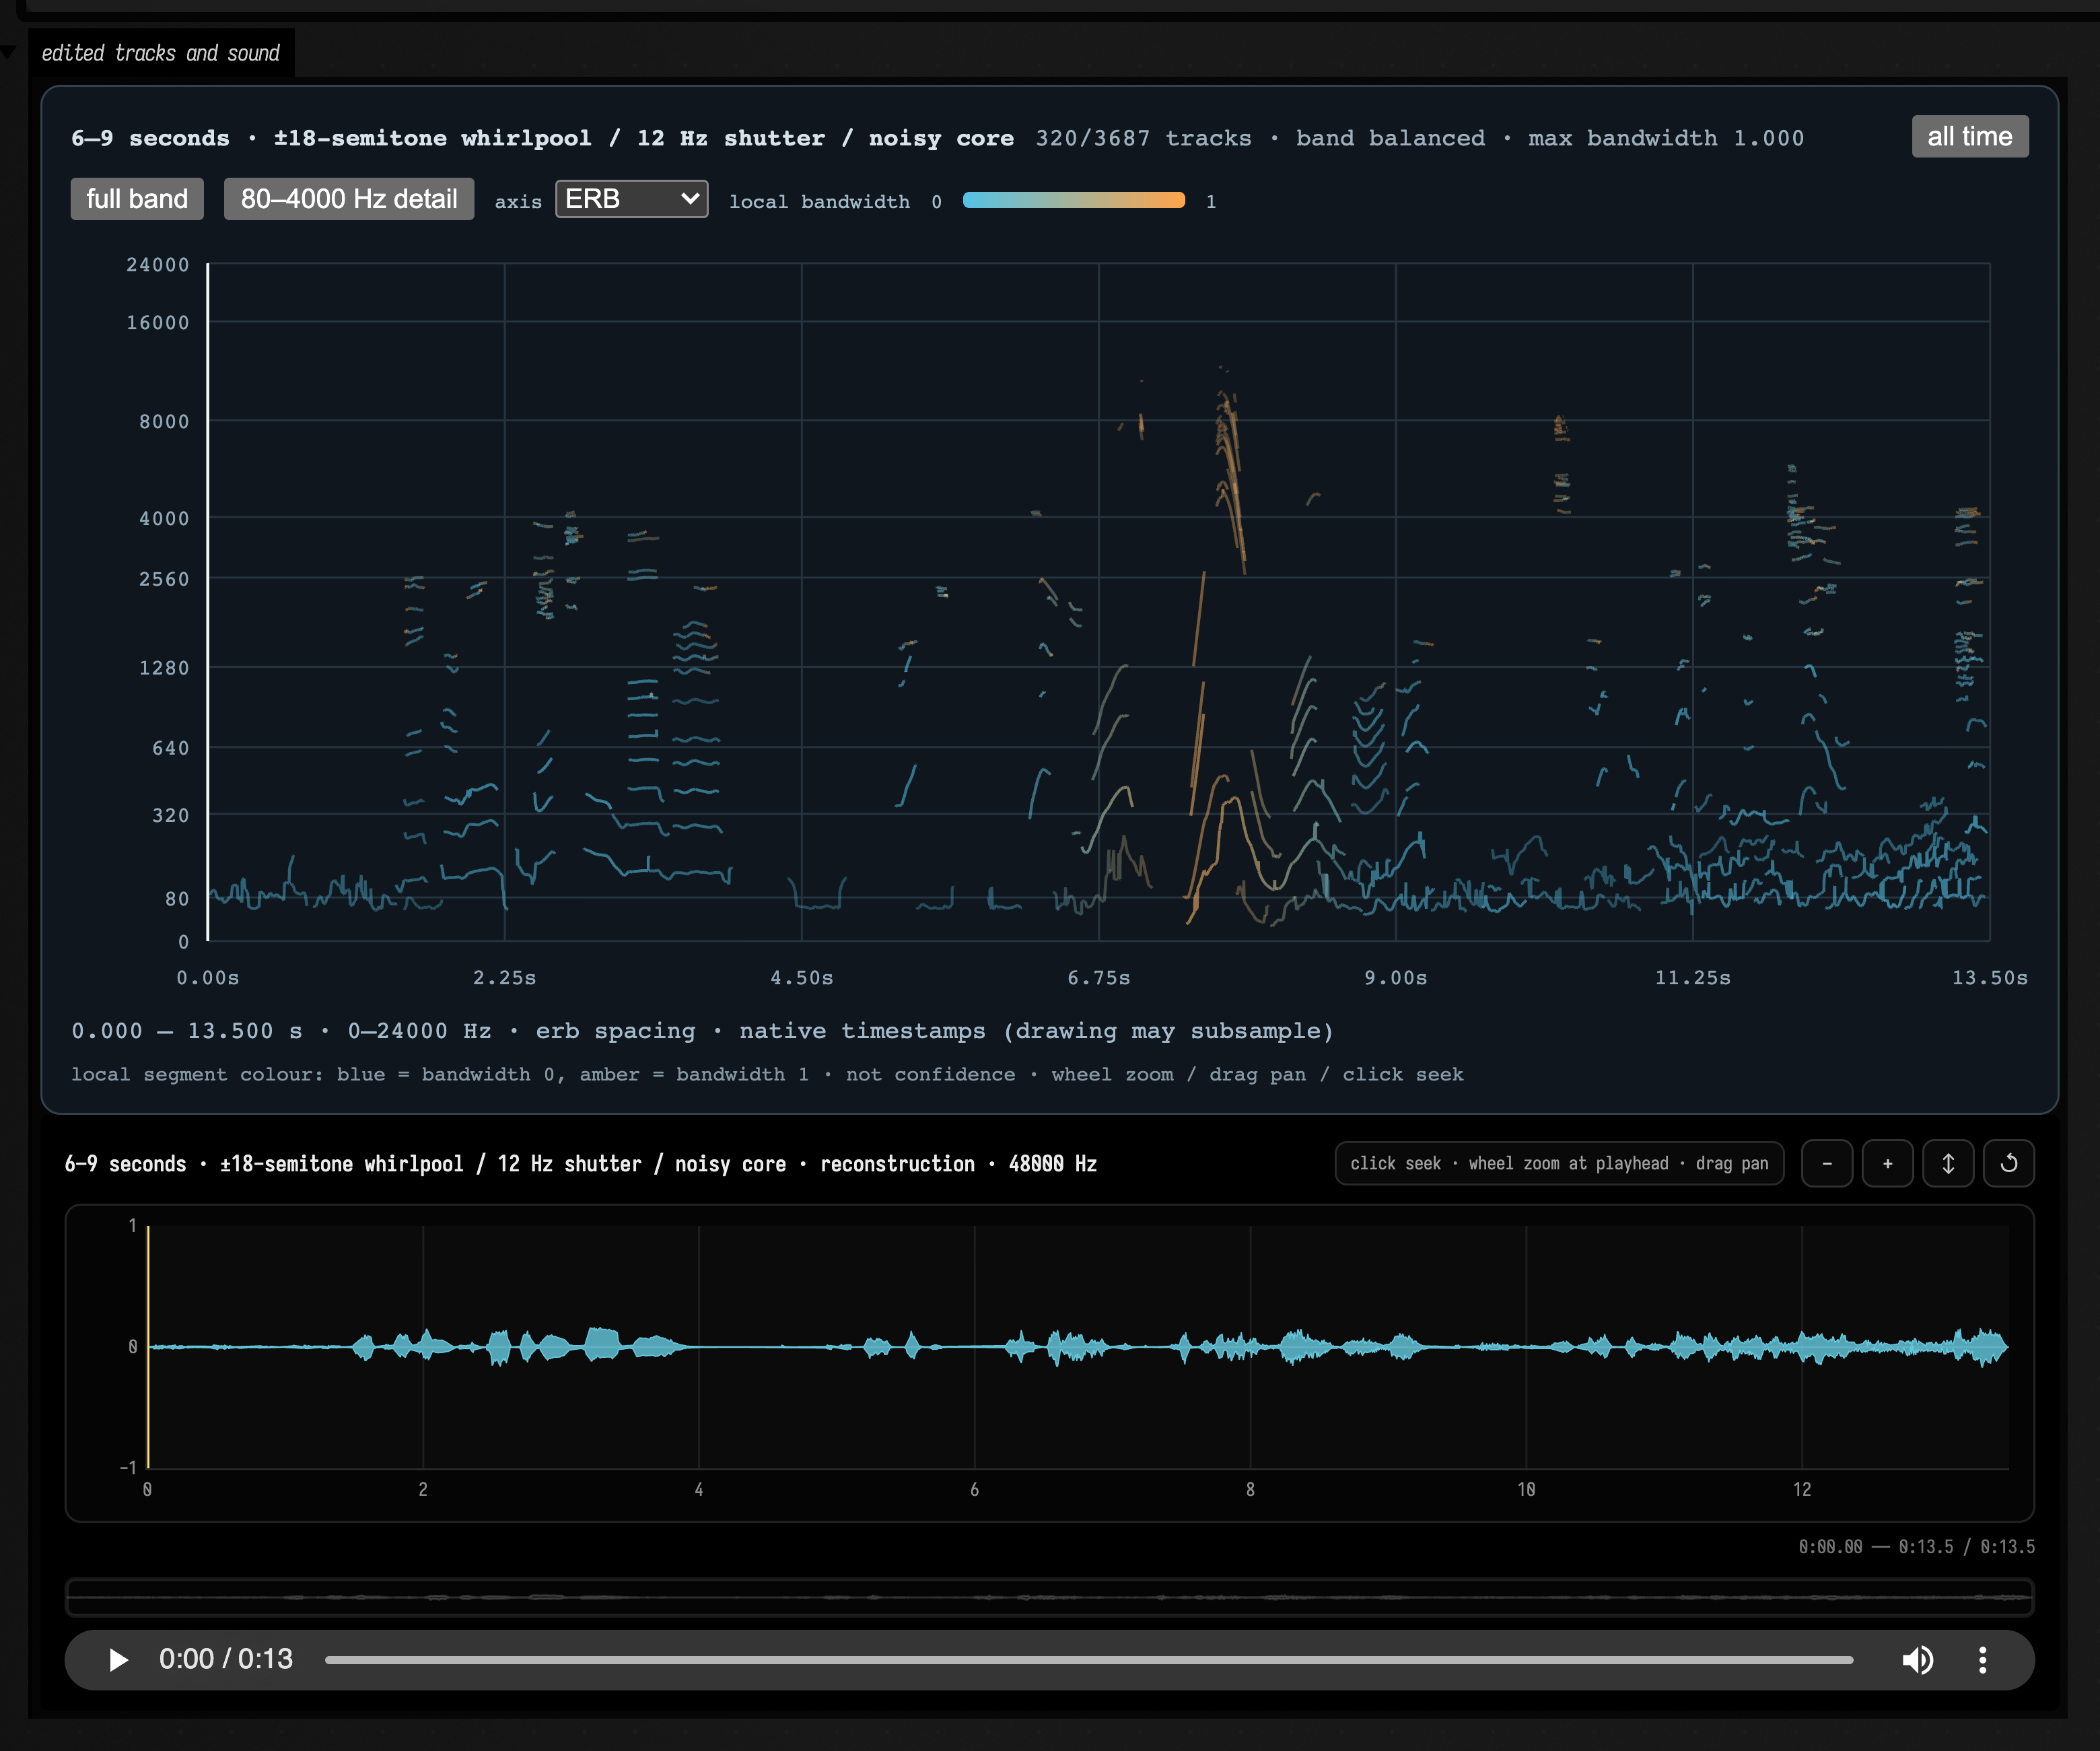 edited tracks and sound
6–9 seconds · ±18-semitone whirlpool / 12 Hz shutter / noisy core 320/3687 tracks · band balanced · max bandwidth 1.000
all time
full band 80–4000 Hz detail axis ERB local bandwidth 0 1
24000
16000
8000
4000
2560
1280
640
320
80
0
0.00s 2.25s 4.50s 6.75s 9.00s 11.25s 13.50s
0.000 – 13.500 s · 0–24000 Hz · erb spacing · native timestamps (drawing may subsample)
local segment colour: blue = bandwidth 0, amber = bandwidth 1 · not confidence · wheel zoom / drag pan / click seek
6–9 seconds · ±18-semitone whirlpool / 12 Hz shutter / noisy core · reconstruction · 48000 Hz
click seek · wheel zoom at playhead · drag pan
− + ↕ ↺
1
0
−1
0 2 4 6 8 10 12
0:00.00 — 0:13.5 / 0:13.5
0:00 / 0:13